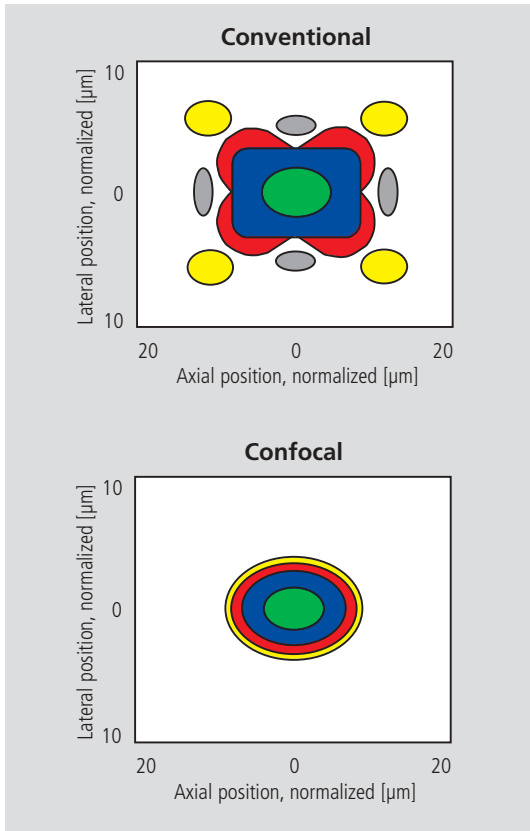 Conventional
10
Lateral position, normalized [µm]
0
10
20 0 20
Axial position, normalized [µm]
Confocal
10
Lateral position, normalized [µm]
0
10
20 0 20
Axial position, normalized [µm]